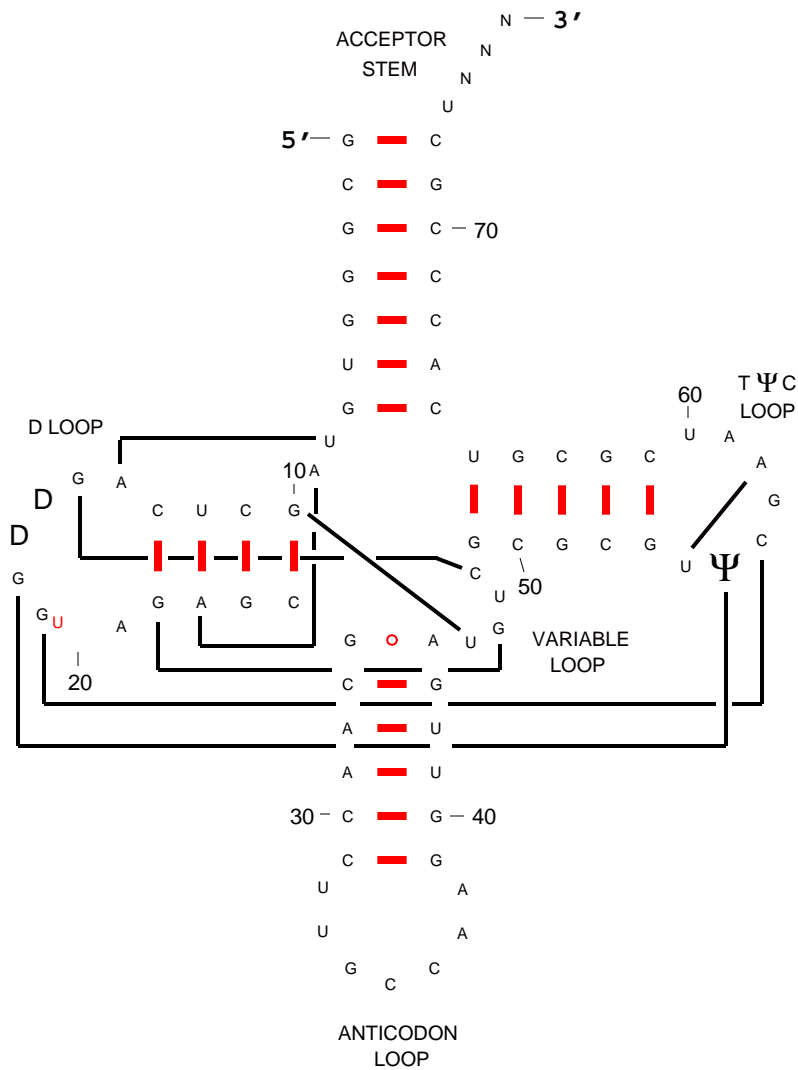 N 3′
ACCEPTOR
STEM
N
N
U
5′ G C
C G
G C 70
G C
G C
U A
G C
T Ψ C
LOOP
60
D LOOP
U
U A
U G C G C
A
10 A
G A
G
D
C U C G
D
G C G C G
C
U Ψ
C
50
G
G A G C
U
G U
A
G A U
G
VARIABLE
LOOP
20
C G
A U
A U
30 C G 40
C G
U A
U A
G C
C
ANTICODON
LOOP